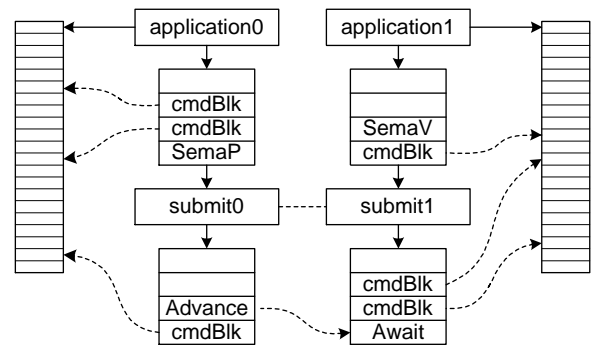 application0
application1
cmdBlk
cmdBlk
SemaP
SemaV
cmdBlk
submit0
submit1
Advance
cmdBlk
cmdBlk
cmdBlk
Await